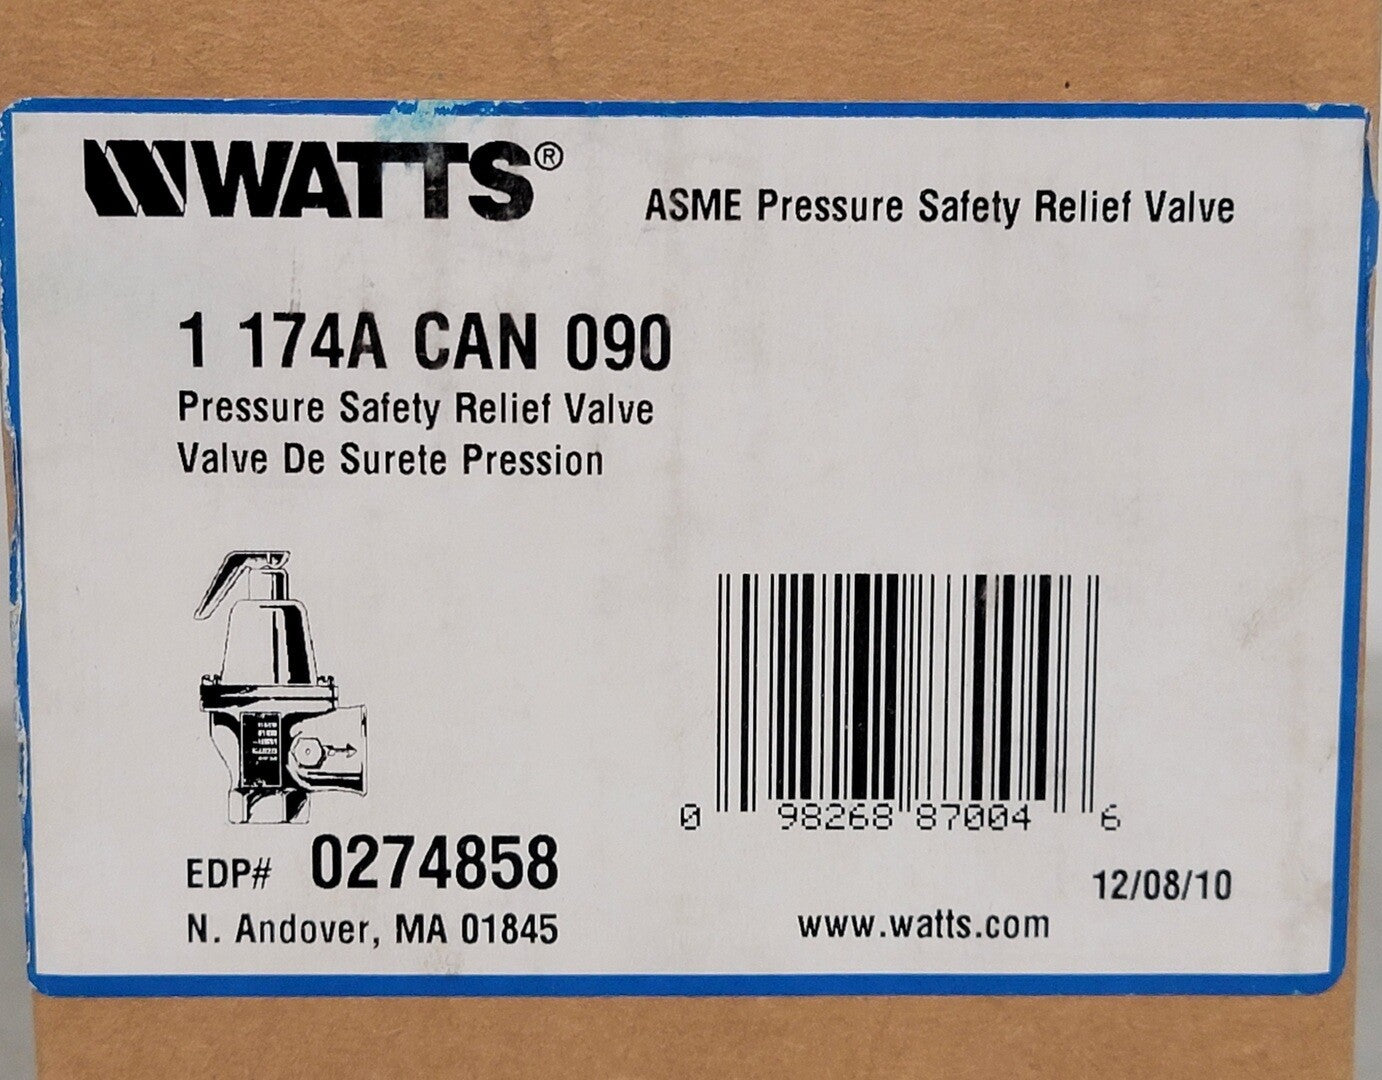 WATTS®
ASME Pressure Safety Relief Valve
1 174A CAN 090
Pressure Safety Relief Valve
Valve De Surete Pression
0 98268 87004 6
EDP# 0274858
12/08/10
N. Andover, MA 01845
www.watts.com